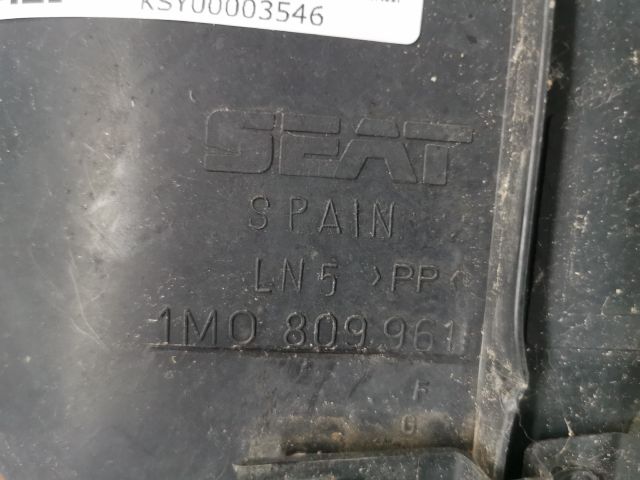 KSY00003546
SEAT
SPAIN
LN5 >PP<
1M0 809 961
F
G